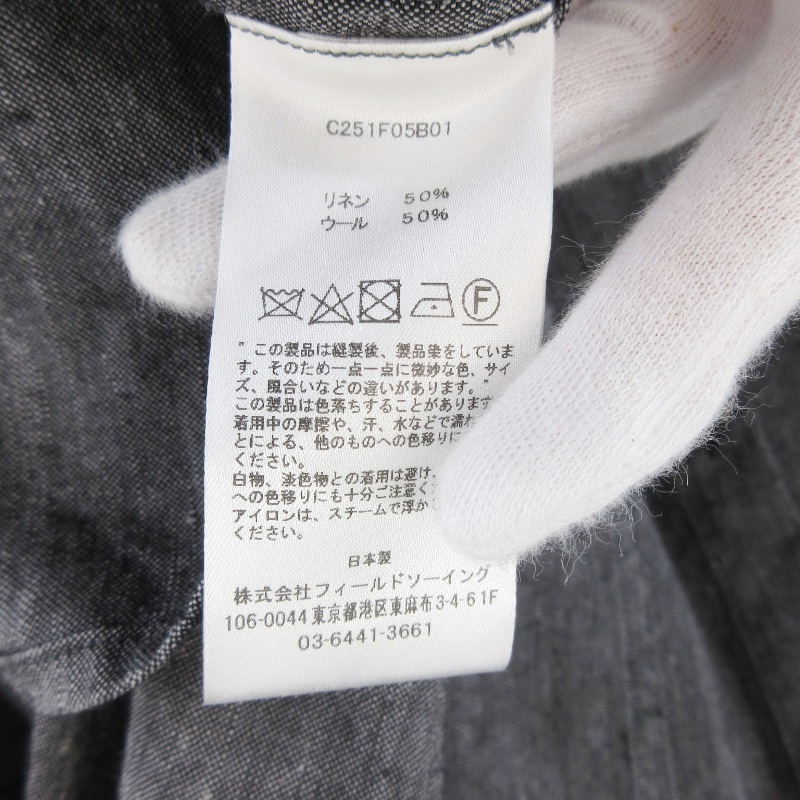 C251F05B01
リネン 50%
ウール 50%
F
"この製品は縫製後、製品染をしていま
す。そのため一点一点に微妙な色、サイ
ズ、風合いなどの違いがあります。"
この製品は色落ちすることがあります
着用中の摩擦や、汗、水などで濡れ
とによる、他のものへの色移りに
ください。
白物、淡色物との着用は避け、
への色移りにも十分ご注意く
アイロンは、スチームで浮か
ください。
日本製
株式会社フィールドソーイング
106-0044 東京都港区東麻布3-4-6 1F
03-6441-3661